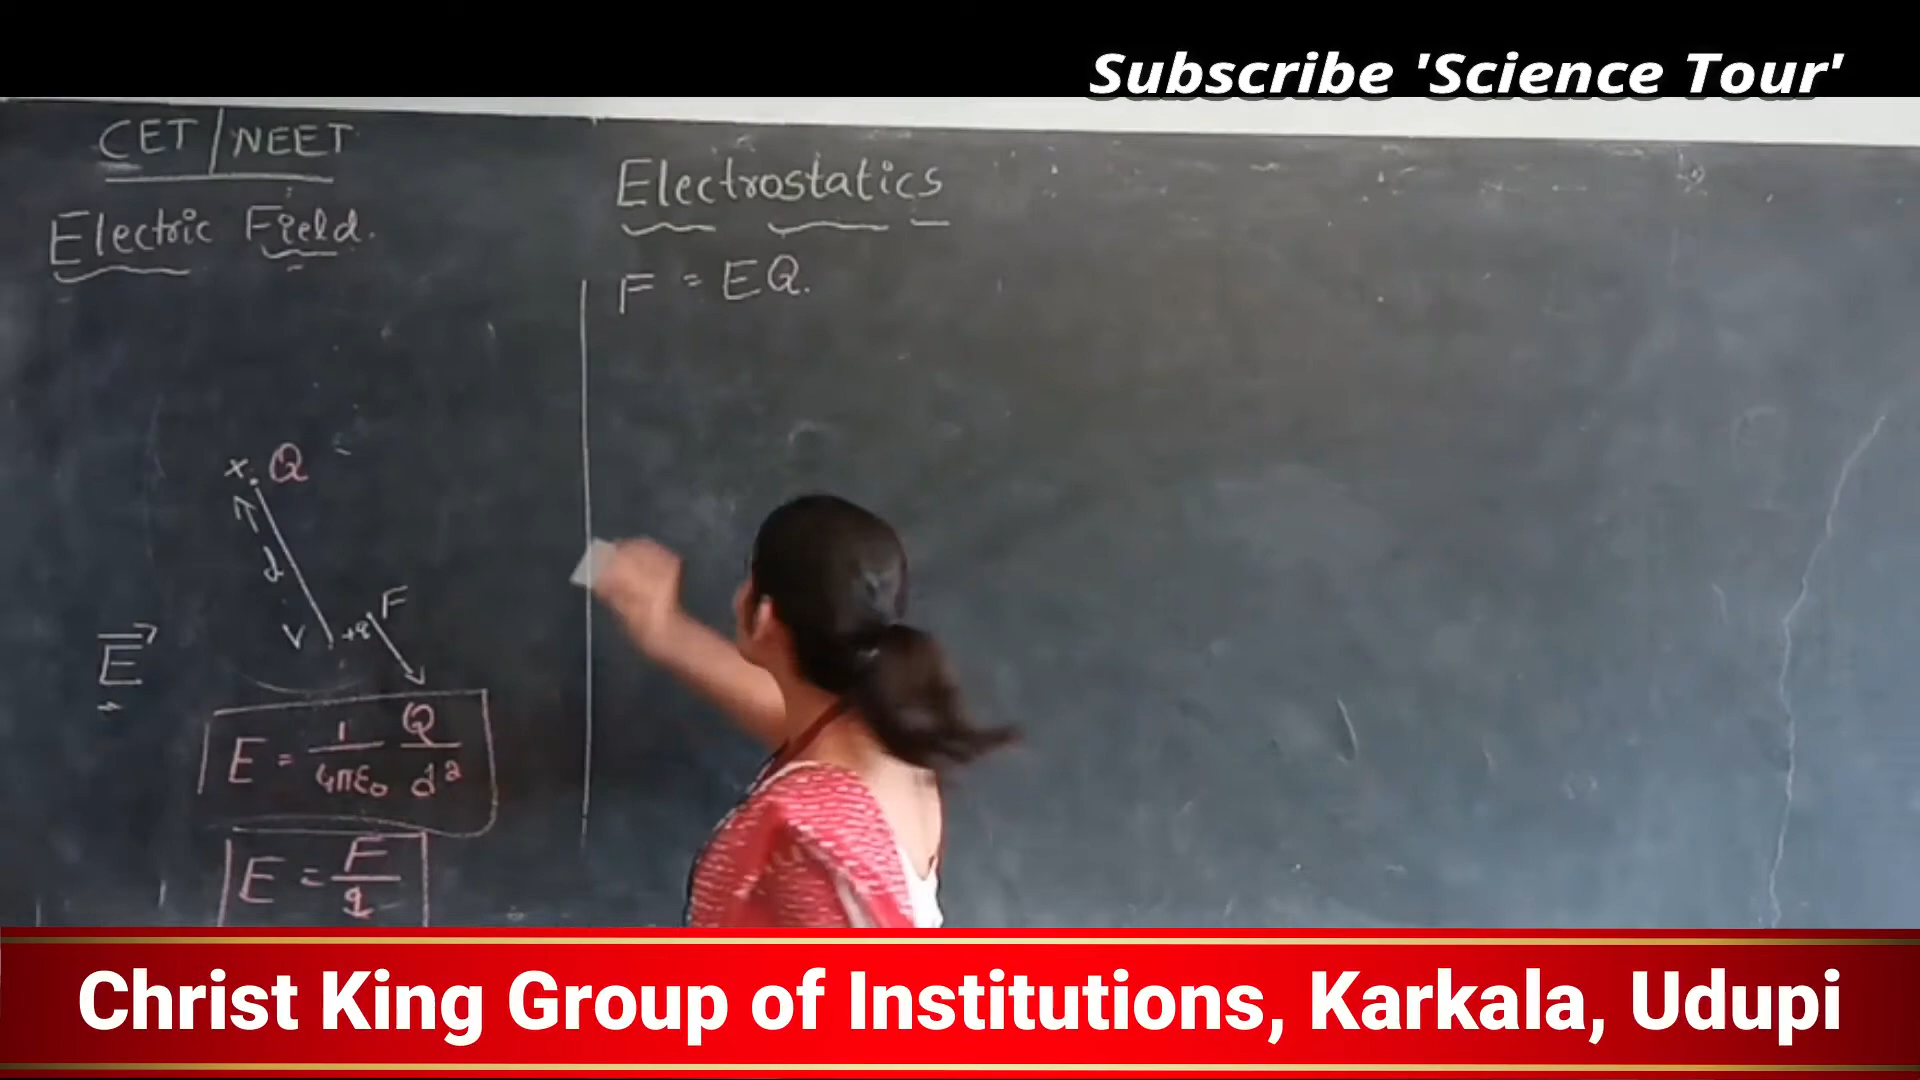 Subscribe 'Science Tour'
CET/NEET
Electric Field.
Electrostatics
F = EQ.
x. Q
d
+q
F
E
E = 1/4πε₀ Q/d²
E = F/q
Christ King Group of Institutions, Karkala, Udupi